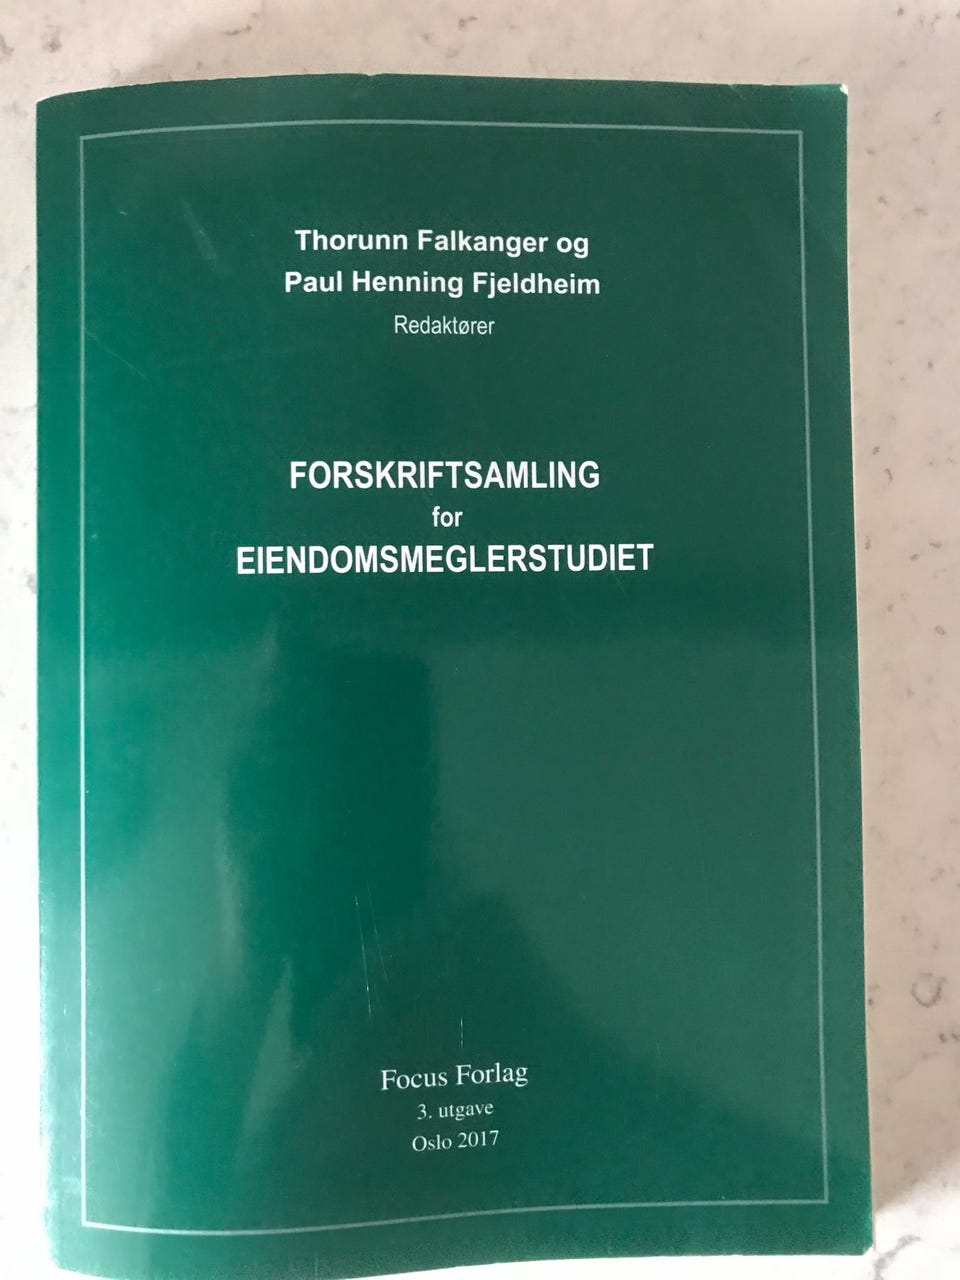 Thorunn Falkanger og
Paul Henning Fjeldheim
Redaktører
FORSKRIFTSAMLING
for
EIENDOMSMEGLERSTUDIET
Focus Forlag
3. utgave
Oslo 2017